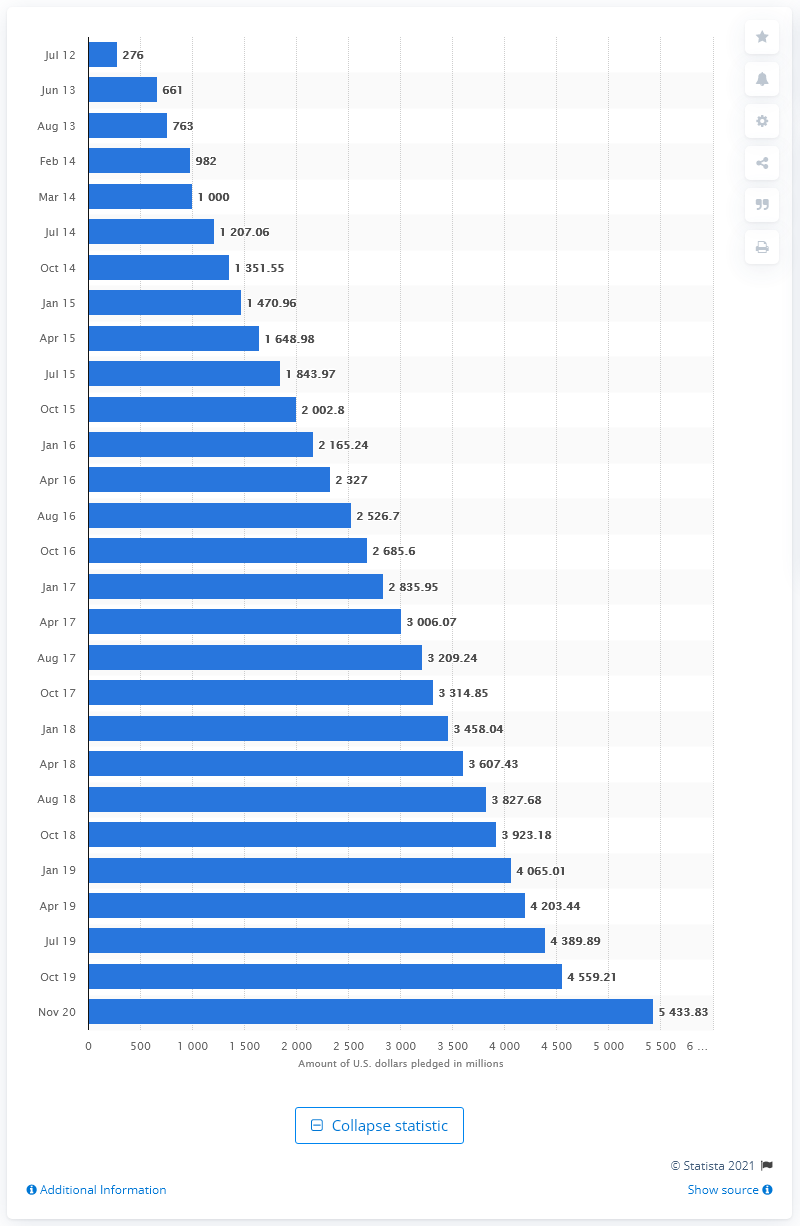 Jul 12 276
Jun 13 661
Aug 13 763
Feb 14 982
Mar 14 1 000
Jul 14 1 207.06
Oct 14 1 351.55
Jan 15 1 470.96
Apr 15 1 648.98
Jul 15 1 843.97
Oct 15 2 002.8
Jan 16 2 165.24
Apr 16 2 327
Aug 16 2 526.7
Oct 16 2 685.6
Jan 17 2 835.95
Apr 17 3 006.07
Aug 17 3 209.24
Oct 17 3 314.85
Jan 18 3 458.04
Apr 18 3 607.43
Aug 18 3 827.68
Oct 18 3 923.18
Jan 19 4 065.01
Apr 19 4 203.44
Jul 19 4 389.89
Oct 19 4 559.21
Nov 20 5 433.83
0 500 1 000 1 500 2 000 2 500 3 000 3 500 4 000 4 500 5 000 5 500 6 ...
Amount of U.S. dollars pledged in millions
Collapse statistic
© Statista 2021
Additional Information Show source